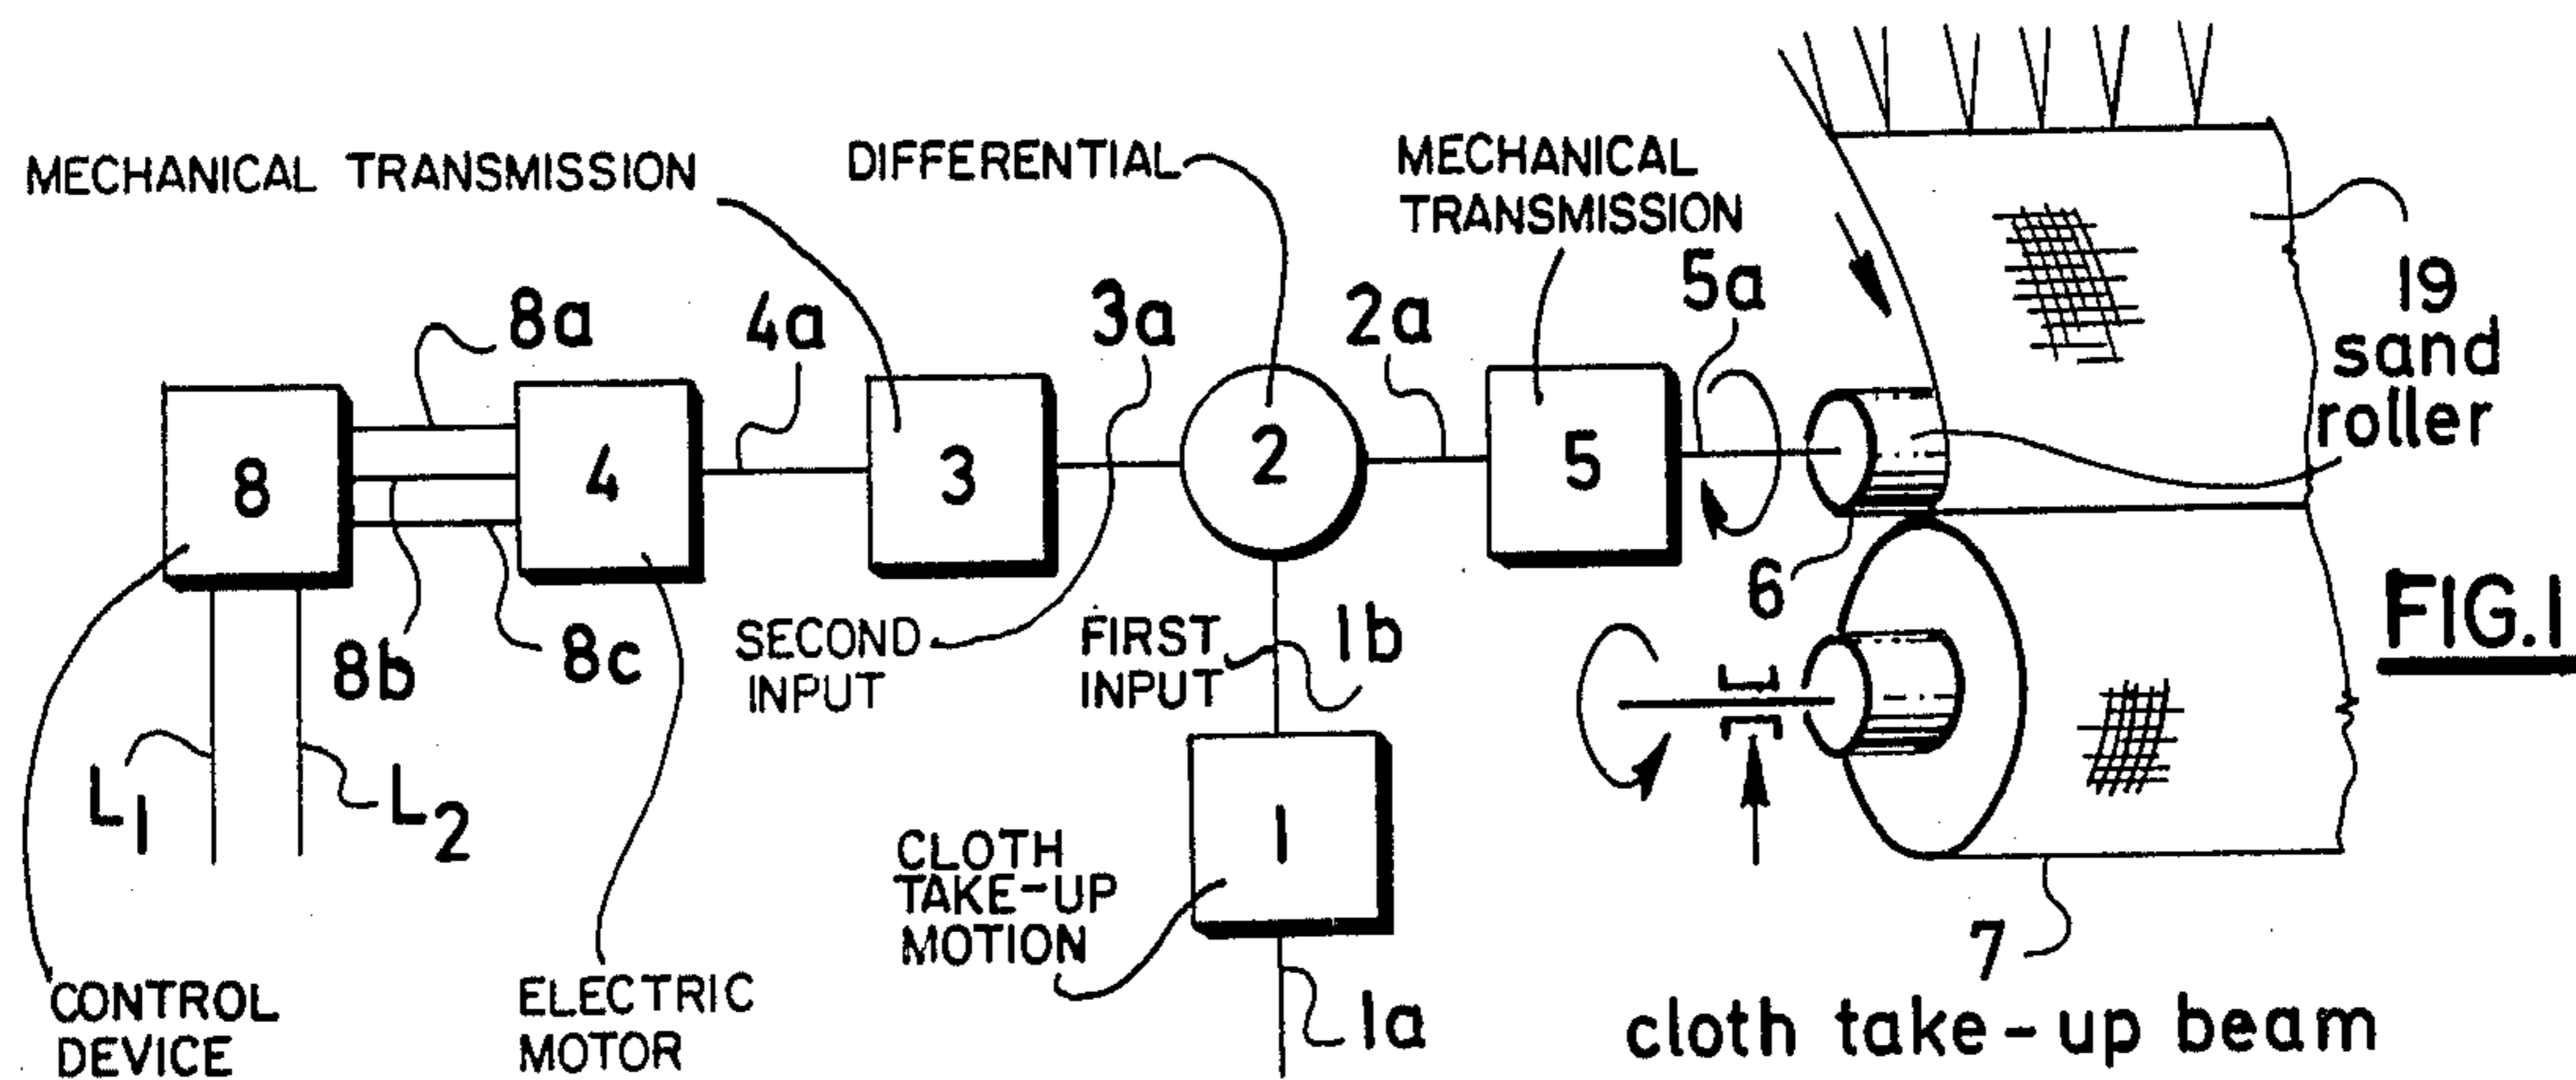 MECHANICAL TRANSMISSION
DIFFERENTIAL
MECHANICAL
TRANSMISSION
8a
4a
3a
2a
5a
19
sand
roller
8
4
3
2
5
6
8b
8c
SECOND
INPUT
FIRST
INPUT
1b
FIG.1
L1
L2
CLOTH
TAKE-UP
MOTION
1
7
CONTROL
DEVICE
ELECTRIC
MOTOR
1a
cloth take-up beam